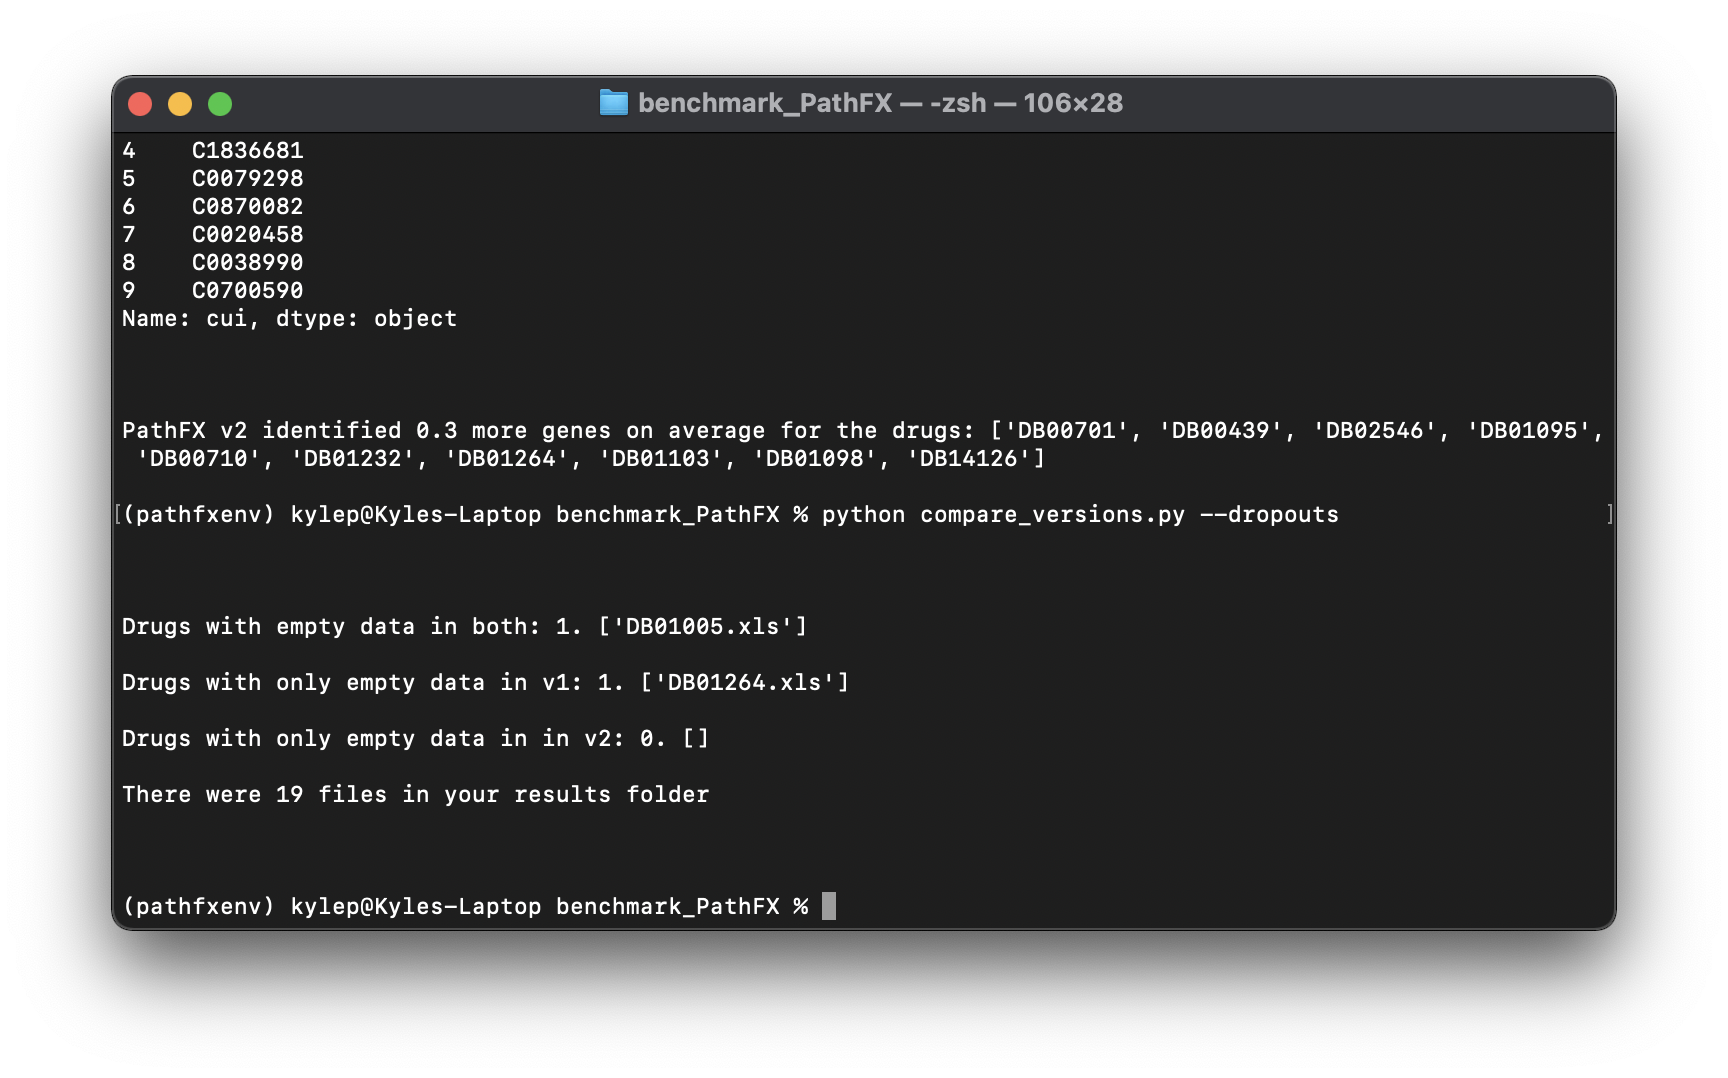 benchmark_PathFX — -zsh — 106×28
4    C1836681
5    C0079298
6    C0870082
7    C0020458
8    C0038990
9    C0700590
Name: cui, dtype: object
PathFX v2 identified 0.3 more genes on average for the drugs: ['DB00701', 'DB00439', 'DB02546', 'DB01095',
 'DB00710', 'DB01232', 'DB01264', 'DB01103', 'DB01098', 'DB14126']
[(pathfxenv) kylep@Kyles-Laptop benchmark_PathFX % python compare_versions.py --dropouts ]
Drugs with empty data in both: 1. ['DB01005.xls']
Drugs with only empty data in v1: 1. ['DB01264.xls']
Drugs with only empty data in in v2: 0. []
There were 19 files in your results folder
(pathfxenv) kylep@Kyles-Laptop benchmark_PathFX %